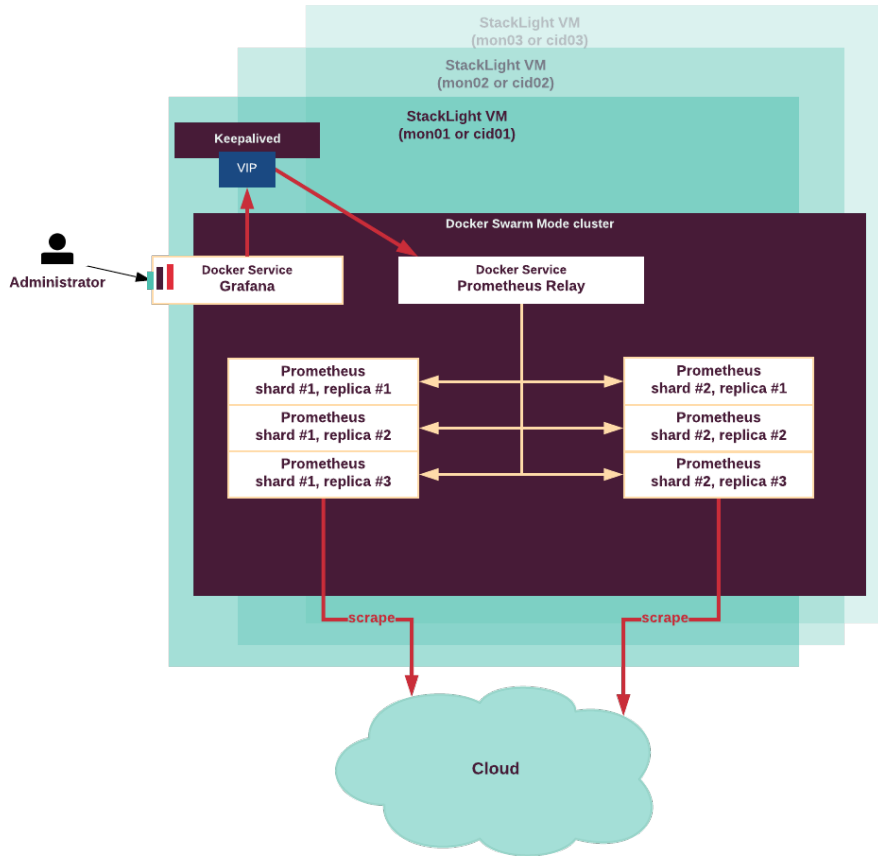 StackLight VM
(mon03 or cid03)
StackLight VM
(mon02 or cid02)
StackLight VM
(mon01 or cid01)
Keepalived
VIP
Docker Swarm Mode cluster
Administrator
Docker Service
Grafana
Docker Service
Prometheus Relay
Prometheus
shard #1, replica #1
Prometheus
shard #1, replica #2
Prometheus
shard #1, replica #3
Prometheus
shard #2, replica #1
Prometheus
shard #2, replica #2
Prometheus
shard #2, replica #3
scrape
scrape
Cloud